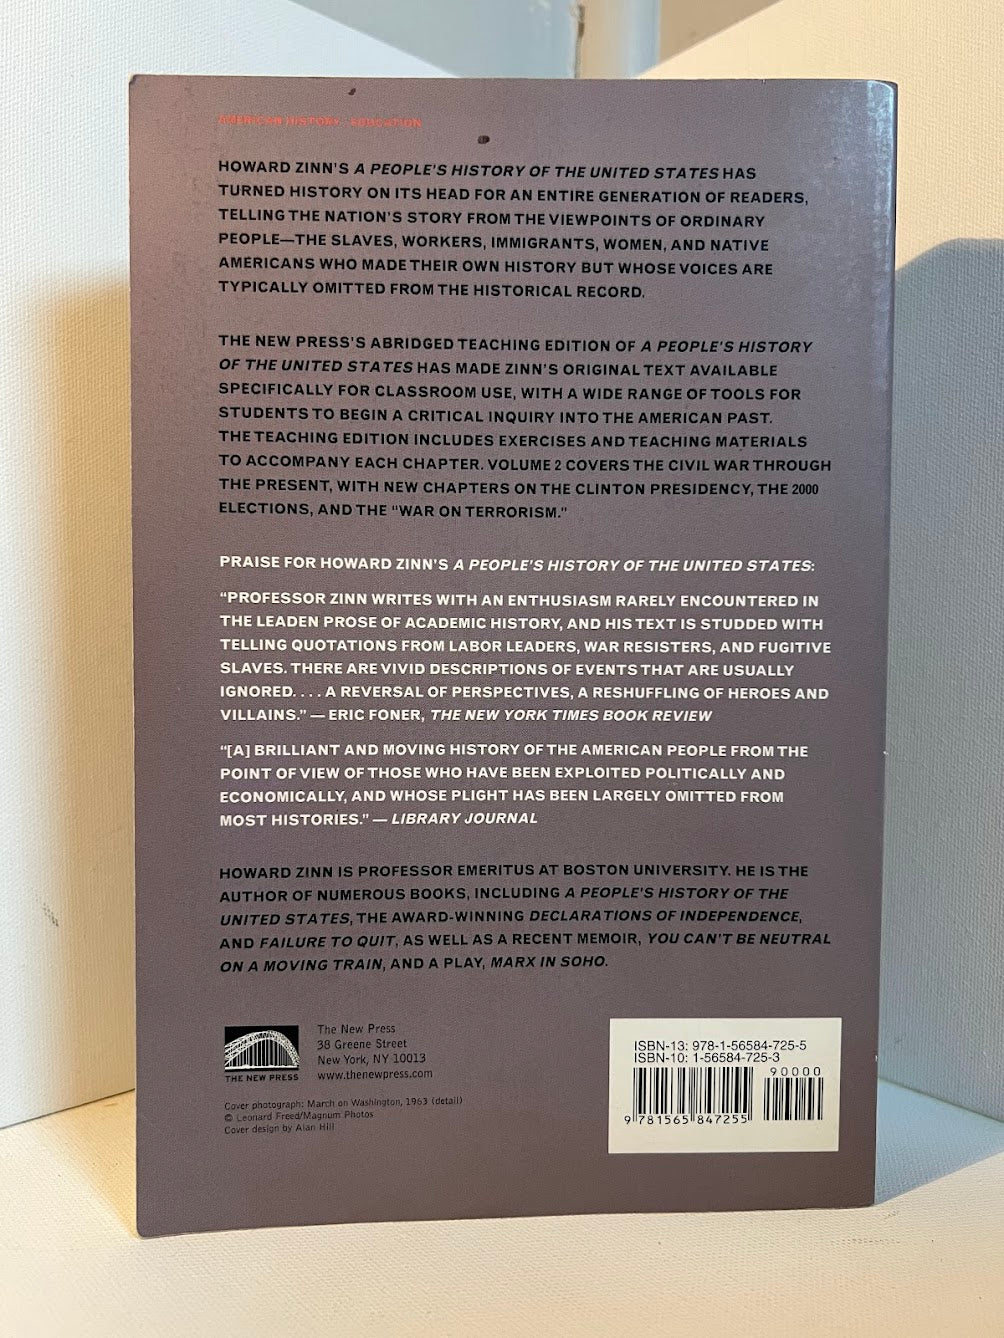 AMERICAN HISTORY / EDUCATION
HOWARD ZINN'S A PEOPLE'S HISTORY OF THE UNITED STATES HAS
TURNED HISTORY ON ITS HEAD FOR AN ENTIRE GENERATION OF READERS,
TELLING THE NATION'S STORY FROM THE VIEWPOINTS OF ORDINARY
PEOPLE—THE SLAVES, WORKERS, IMMIGRANTS, WOMEN, AND NATIVE
AMERICANS WHO MADE THEIR OWN HISTORY BUT WHOSE VOICES ARE
TYPICALLY OMITTED FROM THE HISTORICAL RECORD.
THE NEW PRESS'S ABRIDGED TEACHING EDITION OF A PEOPLE'S HISTORY
OF THE UNITED STATES HAS MADE ZINN'S ORIGINAL TEXT AVAILABLE
SPECIFICALLY FOR CLASSROOM USE, WITH A WIDE RANGE OF TOOLS FOR
STUDENTS TO BEGIN A CRITICAL INQUIRY INTO THE AMERICAN PAST.
THE TEACHING EDITION INCLUDES EXERCISES AND TEACHING MATERIALS
TO ACCOMPANY EACH CHAPTER. VOLUME 2 COVERS THE CIVIL WAR THROUGH
THE PRESENT, WITH NEW CHAPTERS ON THE CLINTON PRESIDENCY, THE 2000
ELECTIONS, AND THE "WAR ON TERRORISM."
PRAISE FOR HOWARD ZINN'S A PEOPLE'S HISTORY OF THE UNITED STATES:
"PROFESSOR ZINN WRITES WITH AN ENTHUSIASM RARELY ENCOUNTERED IN
THE LEADEN PROSE OF ACADEMIC HISTORY, AND HIS TEXT IS STUDDED WITH
TELLING QUOTATIONS FROM LABOR LEADERS, WAR RESISTERS, AND FUGITIVE
SLAVES. THERE ARE VIVID DESCRIPTIONS OF EVENTS THAT ARE USUALLY
IGNORED. . . . A REVERSAL OF PERSPECTIVES, A RESHUFFLING OF HEROES AND
VILLAINS." — ERIC FONER, THE NEW YORK TIMES BOOK REVIEW
"[A] BRILLIANT AND MOVING HISTORY OF THE AMERICAN PEOPLE FROM THE
POINT OF VIEW OF THOSE WHO HAVE BEEN EXPLOITED POLITICALLY AND
ECONOMICALLY, AND WHOSE PLIGHT HAS BEEN LARGELY OMITTED FROM
MOST HISTORIES." — LIBRARY JOURNAL
HOWARD ZINN IS PROFESSOR EMERITUS AT BOSTON UNIVERSITY. HE IS THE
AUTHOR OF NUMEROUS BOOKS, INCLUDING A PEOPLE'S HISTORY OF THE
UNITED STATES, THE AWARD-WINNING DECLARATIONS OF INDEPENDENCE,
AND FAILURE TO QUIT, AS WELL AS A RECENT MEMOIR, YOU CAN'T BE NEUTRAL
ON A MOVING TRAIN, AND A PLAY, MARX IN SOHO.
THE NEW PRESS
The New Press
38 Greene Street
New York, NY 10013
www.thenewpress.com
Cover photograph: March on Washington, 1963 (detail)
© Leonard Freed/Magnum Photos
Cover design by Alan Hill
ISBN-13: 978-1-56584-725-5
ISBN-10: 1-56584-725-3
90000
9 781565 847255